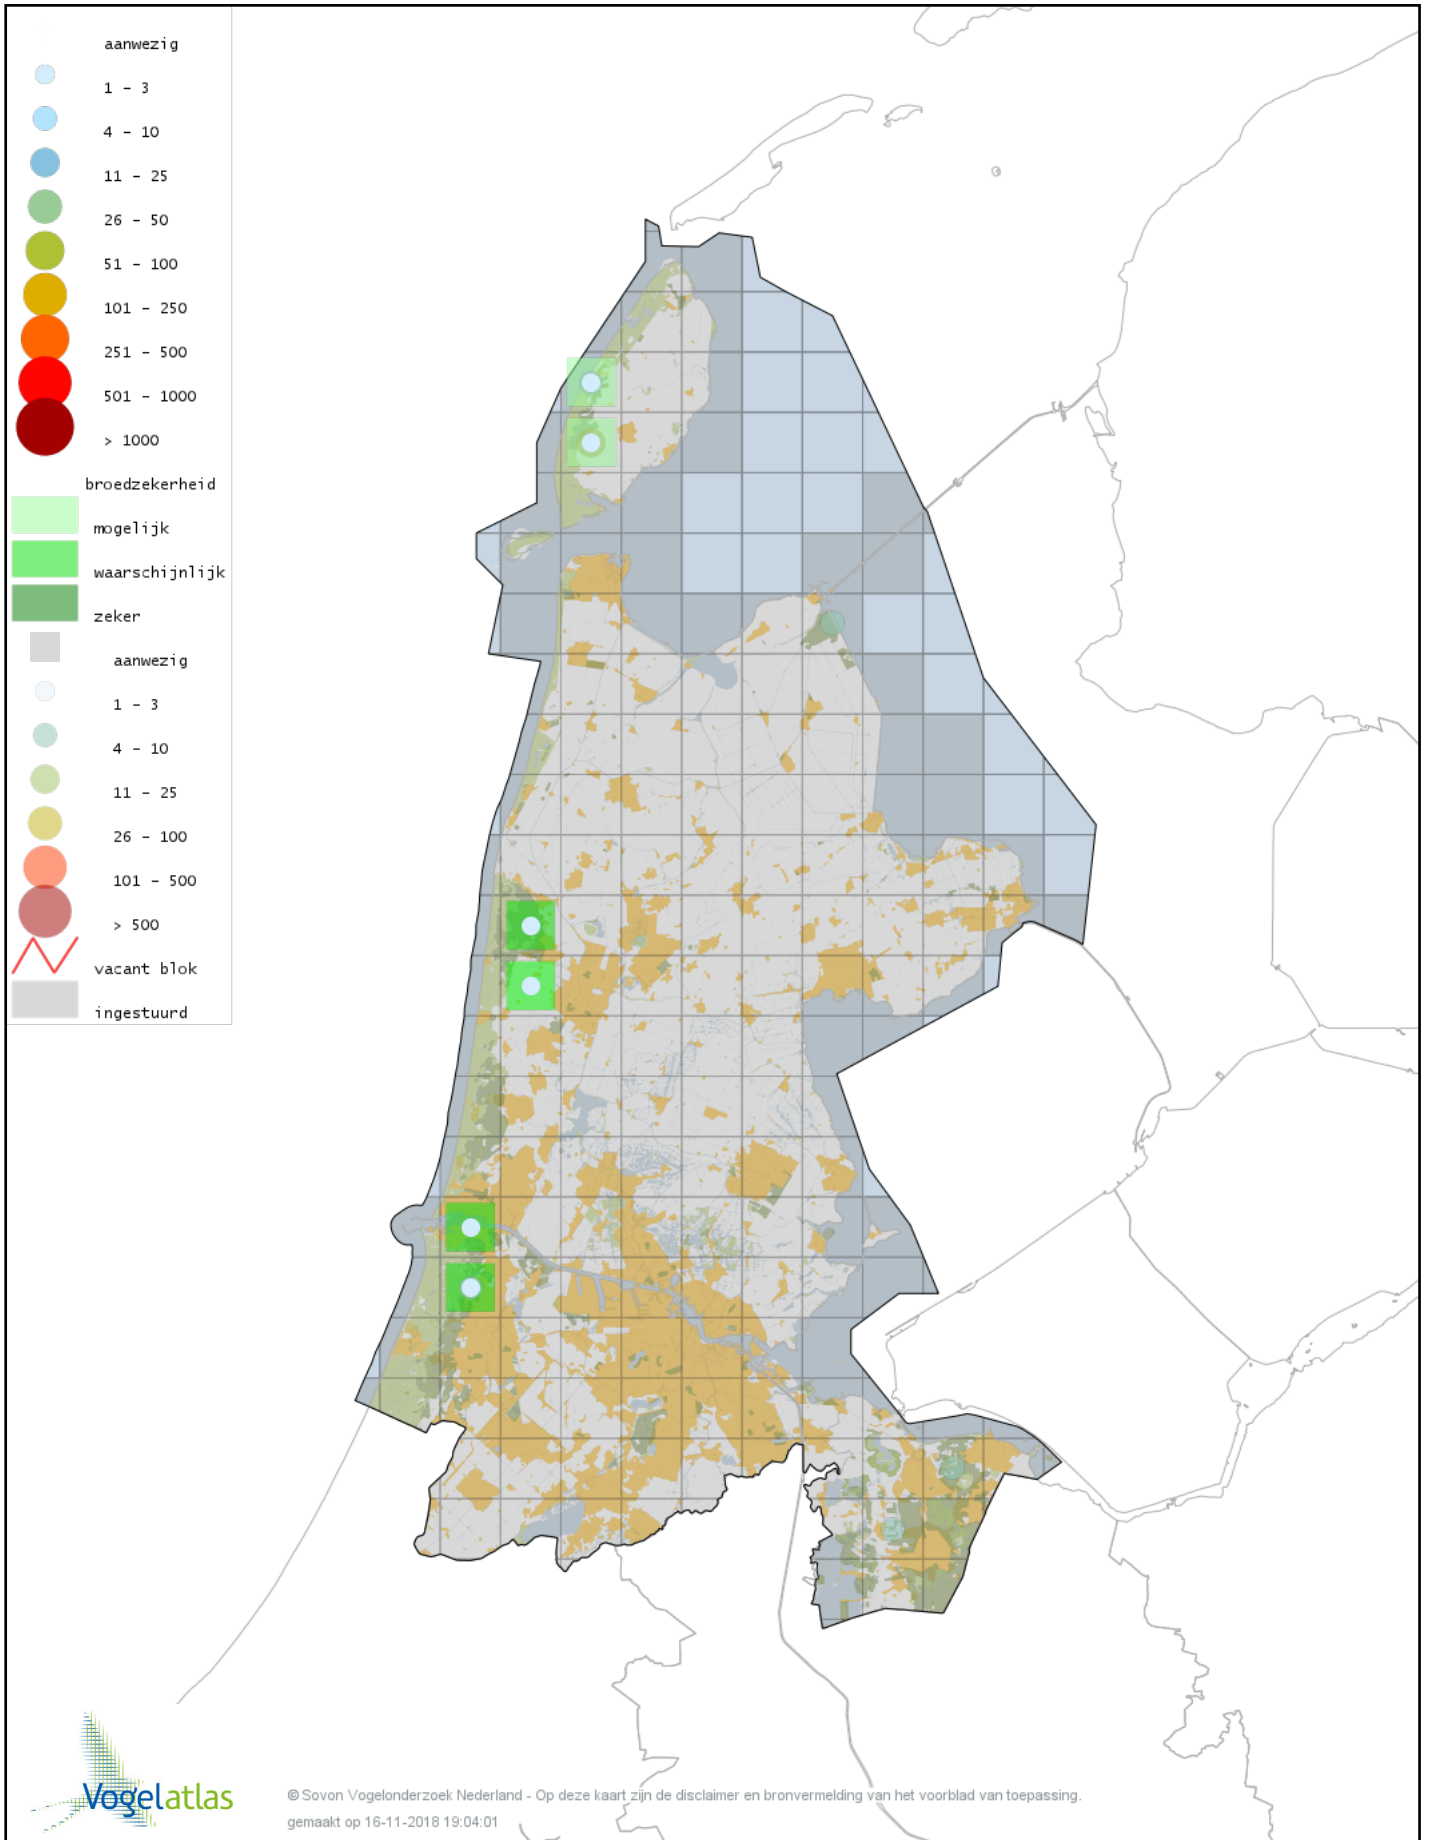 aanwezig
1 - 3
4 - 10
11 - 25
26 - 50
51 - 100
101 - 250
251 - 500
501 - 1000
> 1000
broedzekerheid
mogelijk
waarschijnlijk
zeker
aanwezig
1 - 3
4 - 10
11 - 25
26 - 100
101 - 500
> 500
vacant blok
ingestuurd
Vogelatlas
© Sovon Vogelonderzoek Nederland - Op deze kaart zijn de disclaimer en bronvermelding van het voorblad van toepassing.
gemaakt op 16-11-2018 19:04:01